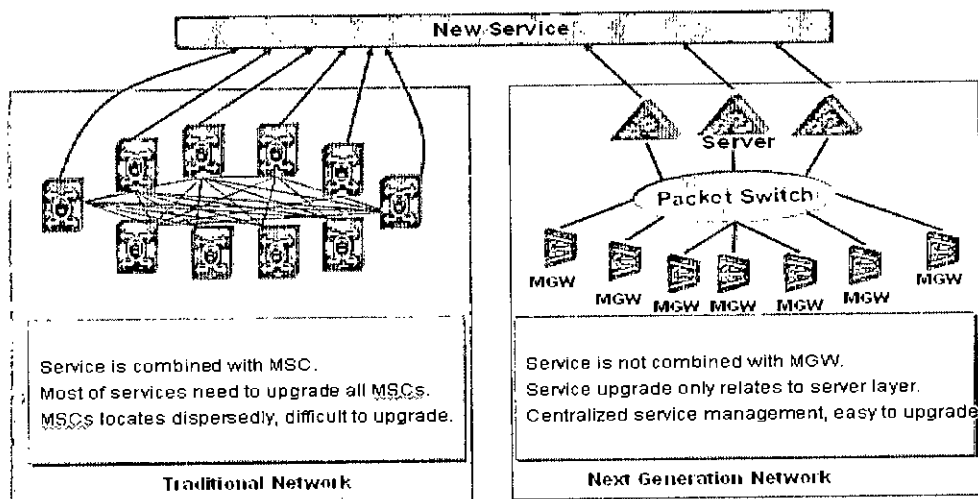 New Service
Server
Packet Switch
MGW
MGW
MGW
MGW
MGW
MGW
MGW
Service is combined with MSC.
Most of services need to upgrade all MSCs.
MSCs locates dispersedly, difficult to upgrade.
Traditional Network
Service is not combined with MGW.
Service upgrade only relates to server layer.
Centralized service management, easy to upgrade
Next Generation Network